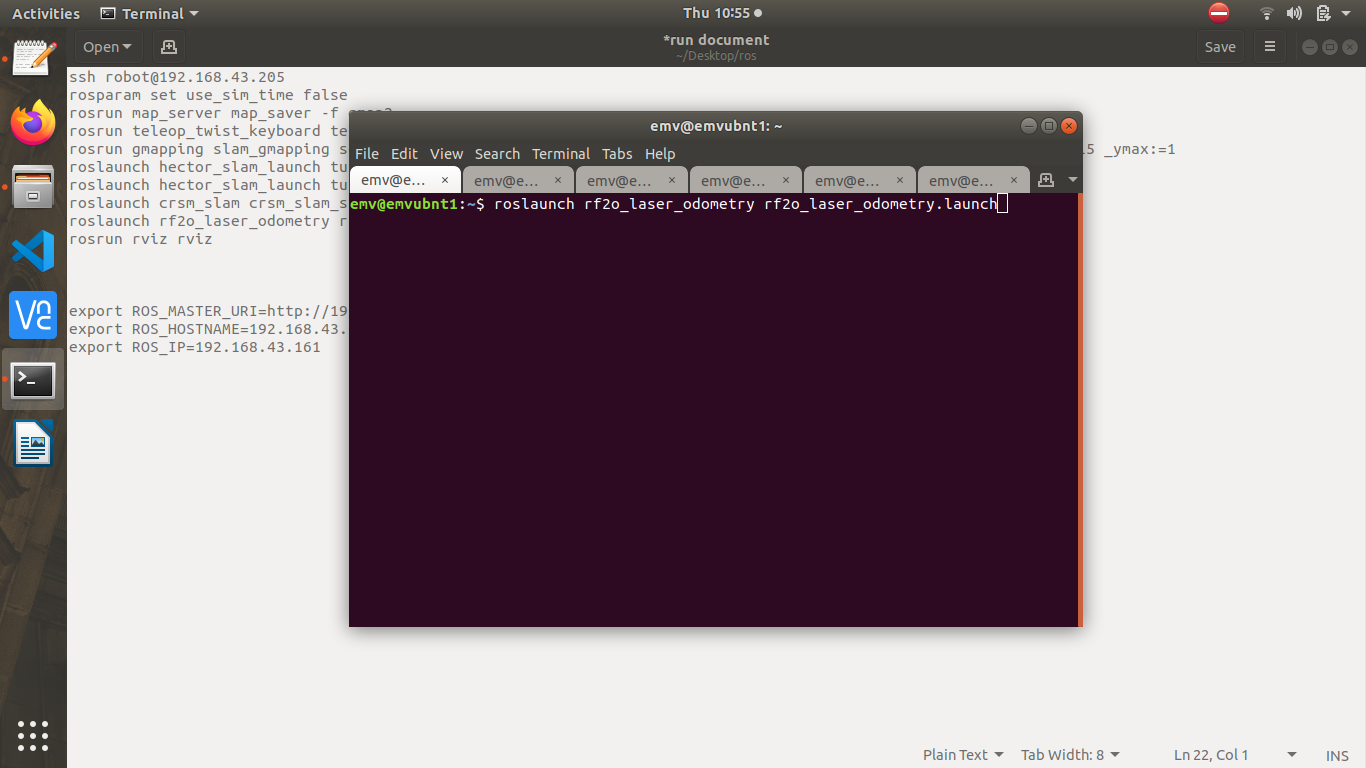 Activities
Terminal
Thu 10:55
Open
*run document
~/Desktop/ros
Save
ssh robot@192.168.43.205
rosparam set use_sim_time false
rosrun map_server map_saver -f
rosrun teleop_twist_keyboard te
rosrun gmapping slam_gmapping s
5 _ymax:=1
roslaunch hector_slam_launch tu
roslaunch hector_slam_launch tu
roslaunch crsm_slam crsm_slam_s
roslaunch rf2o_laser_odometry r
rosrun rviz rviz
export ROS_MASTER_URI=http://19
export ROS_HOSTNAME=192.168.43.
export ROS_IP=192.168.43.161
emv@emvubnt1: ~
File Edit View Search Terminal Tabs Help
emv@e... × emv@e... × emv@e... × emv@e... × emv@e... × emv@e... ×
emv@emvubnt1:~$ roslaunch rf2o_laser_odometry rf2o_laser_odometry.launch
Plain Text Tab Width: 8 Ln 22, Col 1 INS